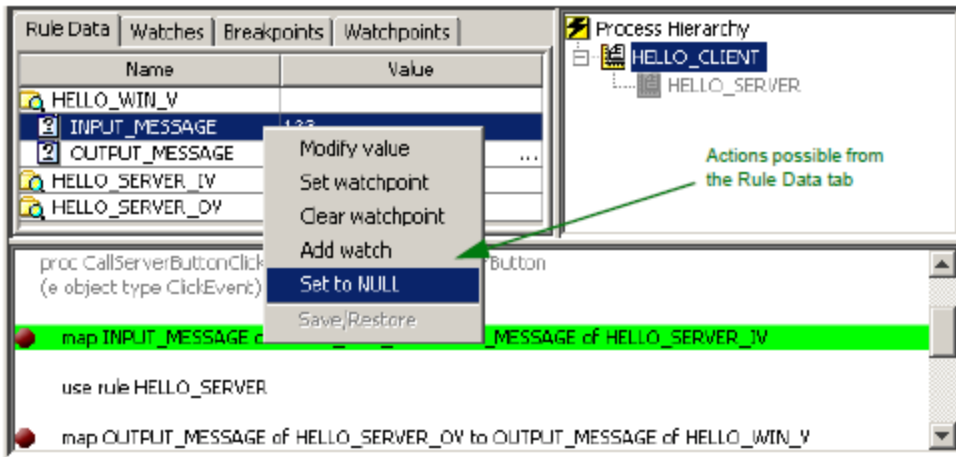 Rule Data Watches Breakpoints Watchpoints
Name Value
HELLO_WIN_V
INPUT_MESSAGE
OUTPUT_MESSAGE ...
HELLO_SERVER_IV
HELLO_SERVER_OV
Modify value
Set watchpoint
Clear watchpoint
Add watch
Set to NULL
Save/Restore
Process Hierarchy
HELLO_CLIENT
HELLO_SERVER
Actions possible from
the Rule Data tab
proc CallServerButtonClick Button
(e object type ClickEvent)
map INPUT_MESSAGE MESSAGE of HELLO_SERVER_IV
use rule HELLO_SERVER
map OUTPUT_MESSAGE of HELLO_SERVER_OV to OUTPUT_MESSAGE of HELLO_WIN_V